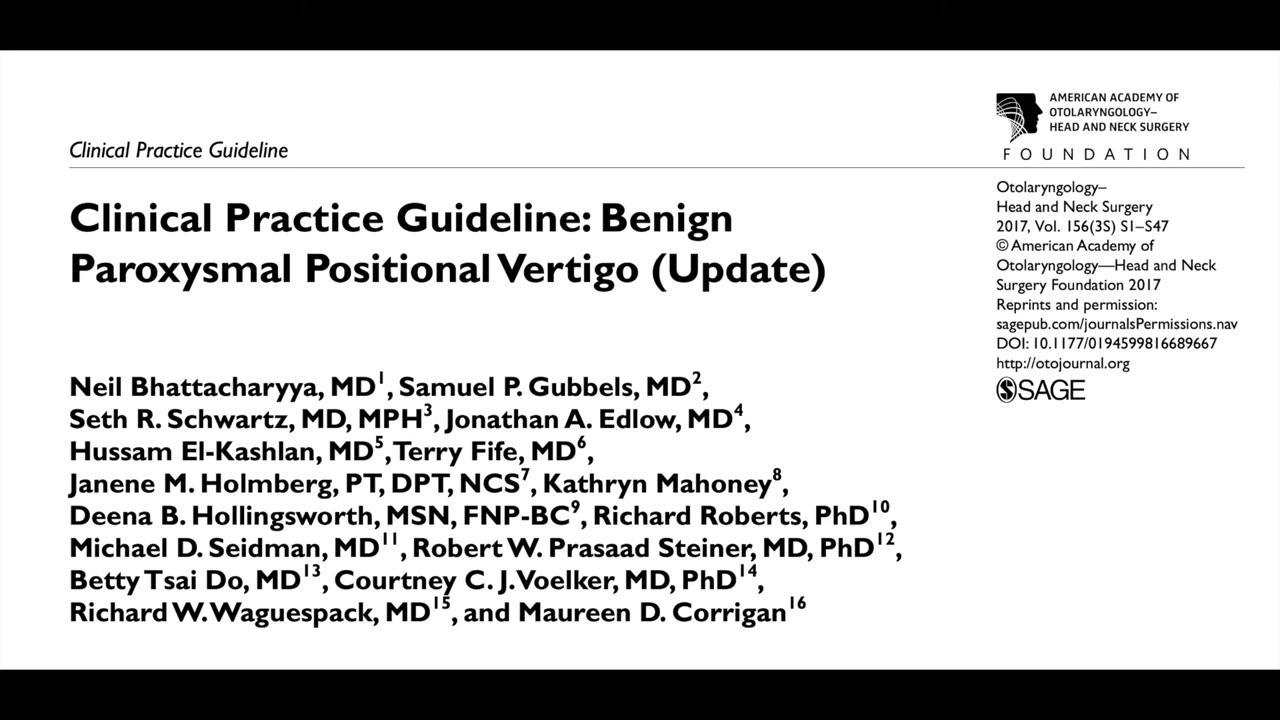 AMERICAN ACADEMY OF
OTOLARYNGOLOGY–
HEAD AND NECK SURGERY
FOUNDATION
Clinical Practice Guideline
Clinical Practice Guideline: Benign
Paroxysmal Positional Vertigo (Update)
Otolaryngology–
Head and Neck Surgery
2017, Vol. 156(3S) S1–S47
© American Academy of
Otolaryngology—Head and Neck
Surgery Foundation 2017
Reprints and permission:
sagepub.com/journalsPermissions.nav
DOI: 10.1177/0194599816689667
http://otojournal.org
SAGE
Neil Bhattacharyya, MD1, Samuel P. Gubbels, MD2,
Seth R. Schwartz, MD, MPH3, Jonathan A. Edlow, MD4,
Hussam El-Kashlan, MD5, Terry Fife, MD6,
Janene M. Holmberg, PT, DPT, NCS7, Kathryn Mahoney8,
Deena B. Hollingsworth, MSN, FNP-BC9, Richard Roberts, PhD10,
Michael D. Seidman, MD11, Robert W. Prasaad Steiner, MD, PhD12,
Betty Tsai Do, MD13, Courtney C. J. Voelker, MD, PhD14,
Richard W. Waguespack, MD15, and Maureen D. Corrigan16